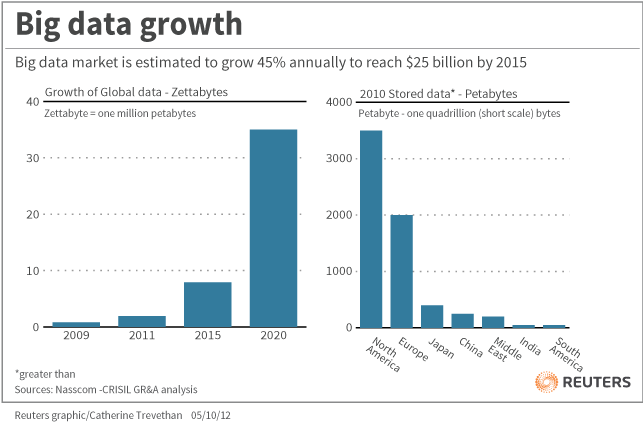 Big data growth
Big data market is estimated to grow 45% annually to reach $25 billion by 2015
Growth of Global data - Zettabytes
40
Zettabyte = one million petabytes
30
20
10
0
2009 2011 2015 2020
2010 Stored data* - Petabytes
4000
Petabyte - one quadrillion (short scale) bytes
3000
2000
1000
0
North America
Europe
Japan
China
Middle East
India
South America
*greater than
Sources: Nasscom -CRISIL GR&A analysis
REUTERS
Reuters graphic/Catherine Trevethan 05/10/12